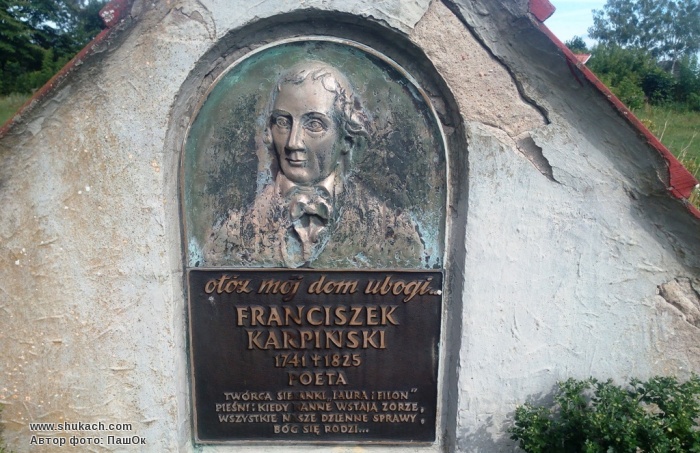 otóż mój dom ubogi...
FRANCISZEK
KARPIŃSKI
1741 † 1825
POETA
TWÓRCA SIELANKI „LAURA I FILON”
PIEŚNI: KIEDY RANNE WSTAJĄ ZORZE,
WSZYSTKIE NASZE DZIENNE SPRAWY,
BÓG SIĘ RODZI...
www.shukach.com
Автор фото: ПашОк